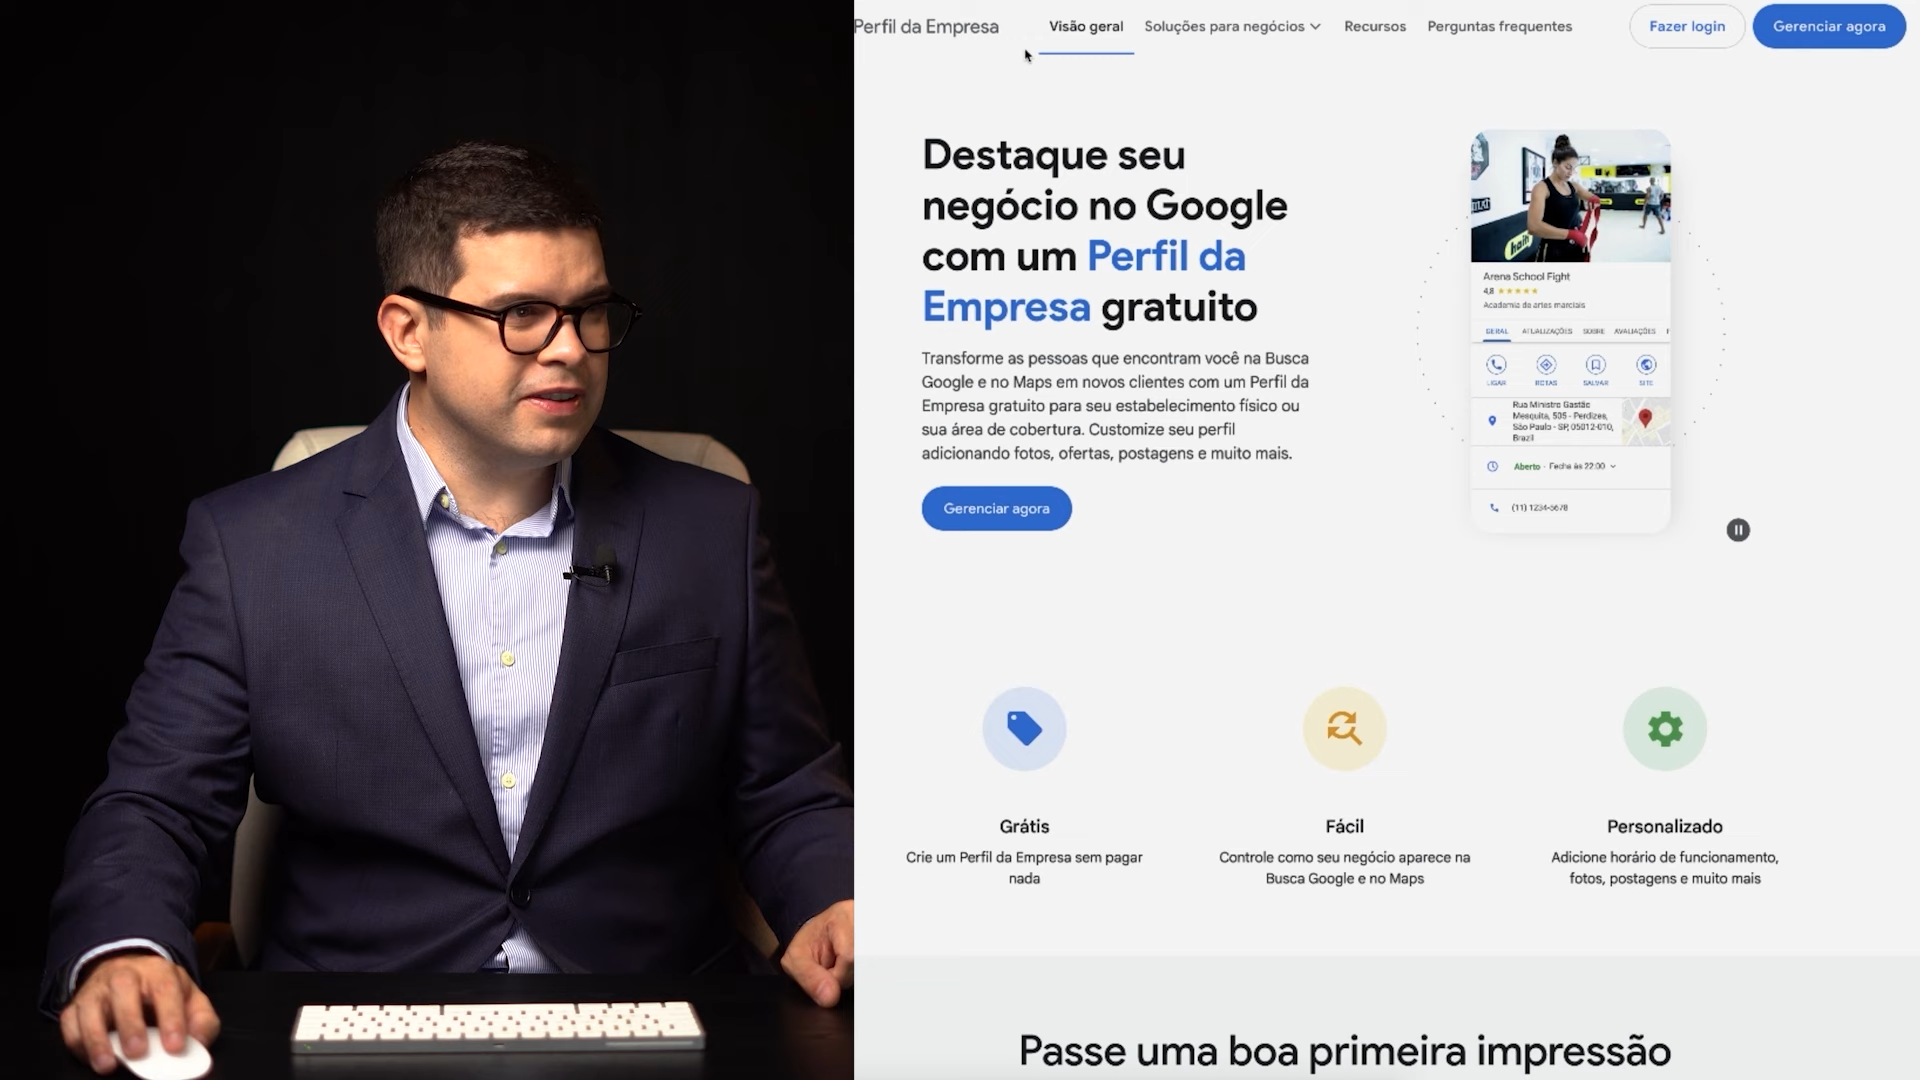 Perfil da Empresa
Visão geral
Soluções para negócios
Recursos
Perguntas frequentes
Fazer login
Gerenciar agora
Destaque seu
negócio no Google
com um Perfil da
Empresa gratuito
Transforme as pessoas que encontram você na Busca
Google e no Maps em novos clientes com um Perfil da
Empresa gratuito para seu estabelecimento físico ou
sua área de cobertura. Customize seu perfil
adicionando fotos, ofertas, postagens e muito mais.
Gerenciar agora
Arena School Fight
4,8
Academia de artes marciais
GERAL
ATUALIZAÇÕES
SOBRE
AVALIAÇÕES
LIGAR
ROTAS
SALVAR
SITE
Rua Ministro Gastão
Mesquita, 505 - Perdizes,
São Paulo - SP, 05012-010,
Brazil
Aberto · Fecha às 22:00
(11) 1234-5678
Grátis
Crie um Perfil da Empresa sem pagar
nada
Fácil
Controle como seu negócio aparece na
Busca Google e no Maps
Personalizado
Adicione horário de funcionamento,
fotos, postagens e muito mais
Passe uma boa primeira impressão